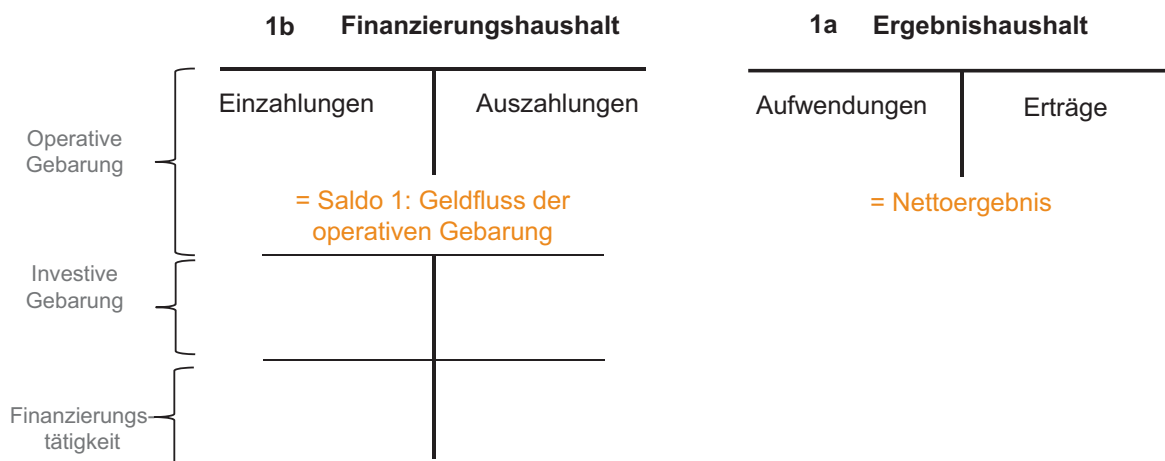 1b Finanzierungshaushalt
1a Ergebnishaushalt
Einzahlungen
Auszahlungen
Aufwendungen
Erträge
Operative
Gebarung
= Saldo 1: Geldfluss der
operativen Gebarung
= Nettoergebnis
Investive
Gebarung
Finanzierungs-
tätigkeit